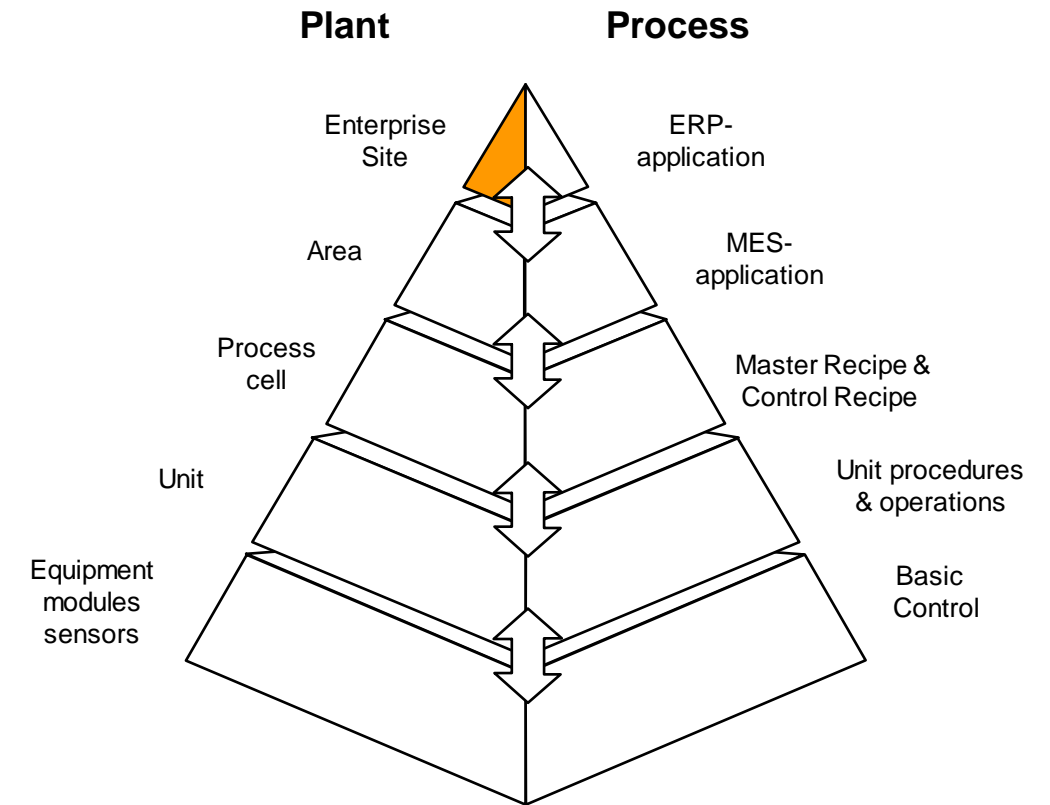 Plant
Process
Enterprise
Site
ERP-
application
Area
MES-
application
Process
cell
Master Recipe &
Control Recipe
Unit
Unit procedures
& operations
Equipment
modules
sensors
Basic
Control